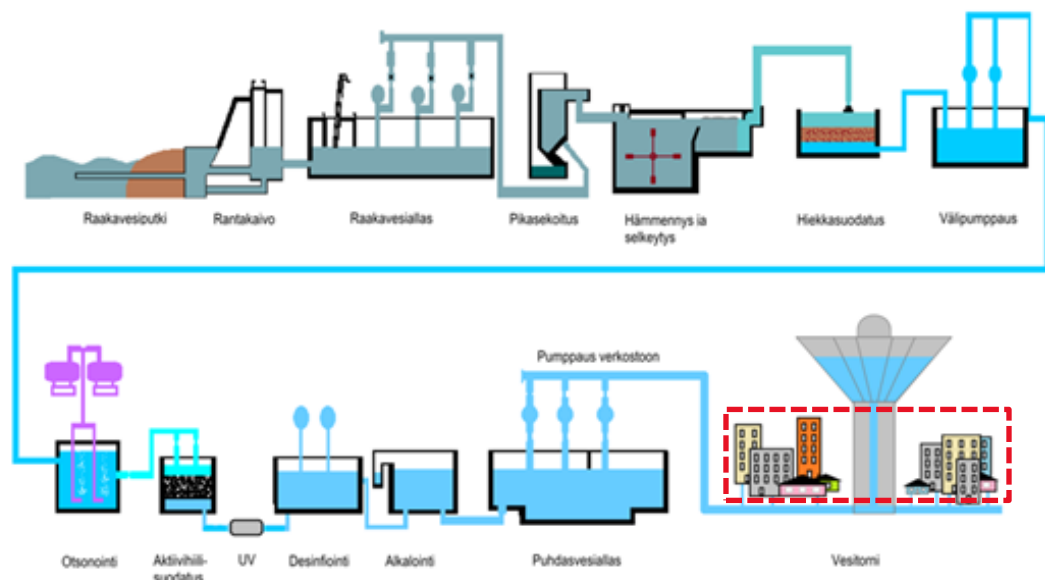 Raakavesiputki
Rantakaivo
Raakavesiallas
Pikasekoitus
Hämmennys ja
selkeytys
Hiekkasuodatus
Välipumppaus
Pumppaus verkostoon
Otsonointi
Aktiivihiili-
suodatus
UV
Desinfiointi
Alkalointi
Puhdasvesiallas
Vesitorni